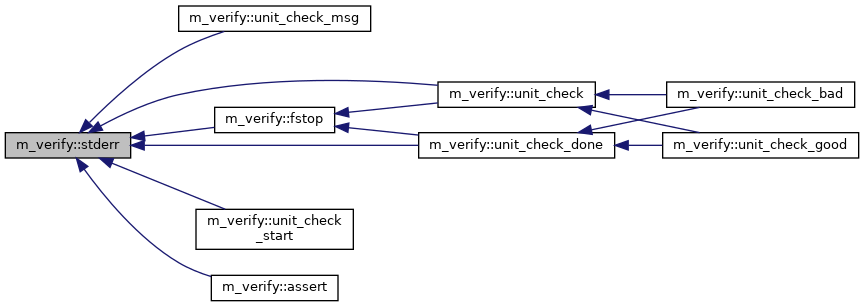 m_verify::unit_check_msg
m_verify::unit_check
m_verify::unit_check_bad
m_verify::fstop
m_verify::stderr
m_verify::unit_check_done
m_verify::unit_check_good
m_verify::unit_check
_start
m_verify::assert